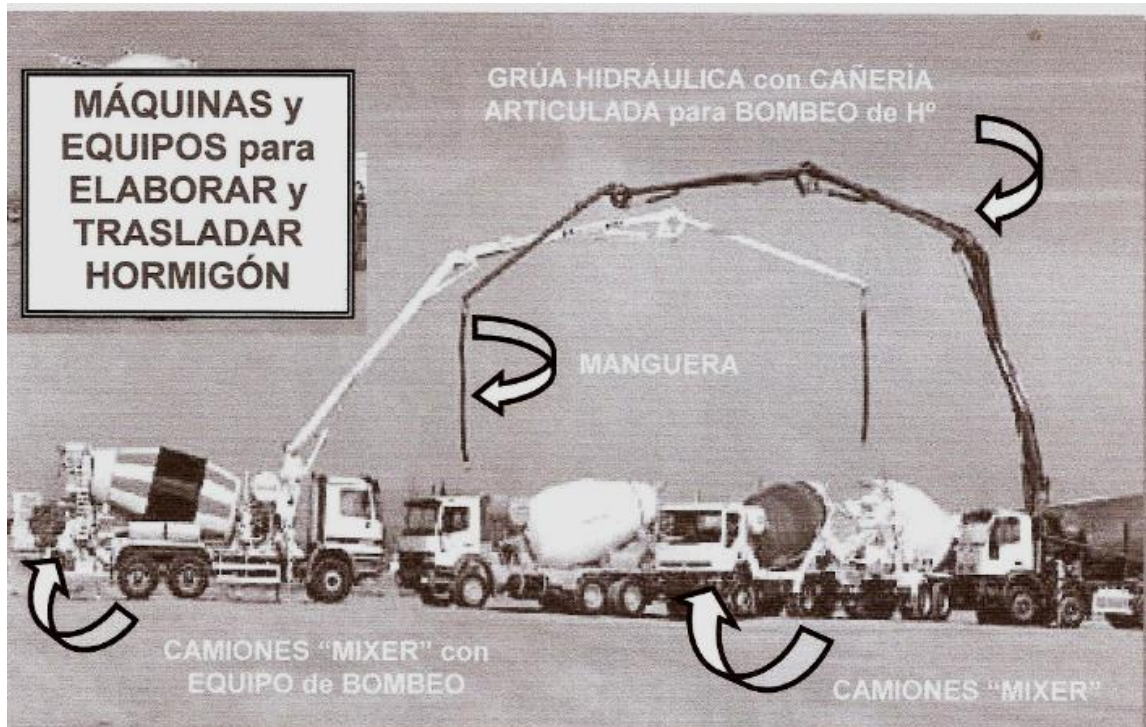 MÁQUINAS y
EQUIPOS para
ELABORAR y
TRASLADAR
HORMIGÓN
GRÚA HIDRÁULICA con CAÑERÍA
ARTICULADA para BOMBEO de Hº
MANGUERA
CAMIONES “MIXER” con
EQUIPO de BOMBEO
CAMIONES “MIXER”